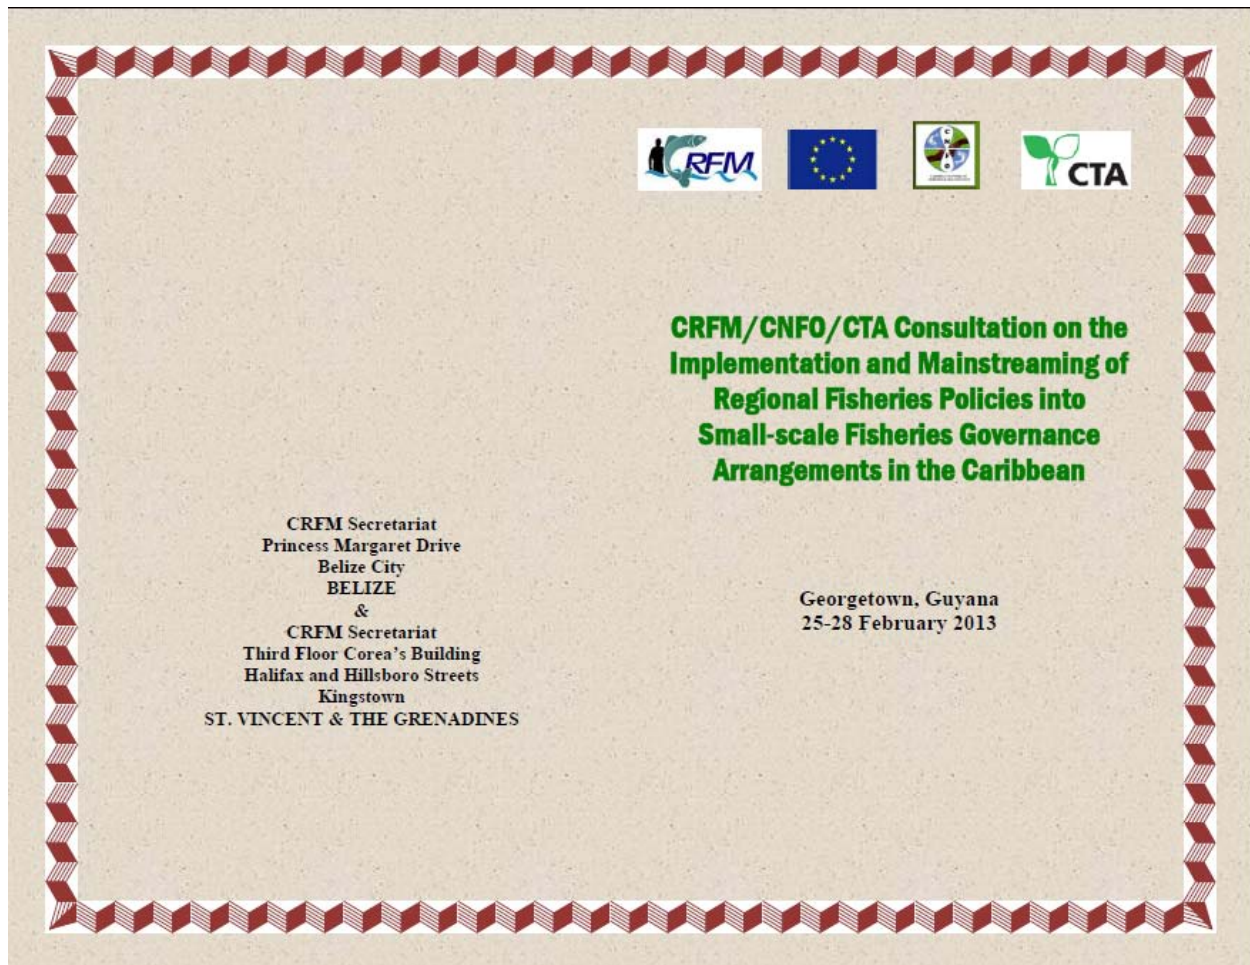 CRFM
CTA
CRFM/CNFO/CTA Consultation on the
Implementation and Mainstreaming of
Regional Fisheries Policies into
Small-scale Fisheries Governance
Arrangements in the Caribbean
Georgetown, Guyana
25-28 February 2013
CRFM Secretariat
Princess Margaret Drive
Belize City
BELIZE
&
CRFM Secretariat
Third Floor Corea's Building
Halifax and Hillsboro Streets
Kingstown
ST. VINCENT & THE GRENADINES